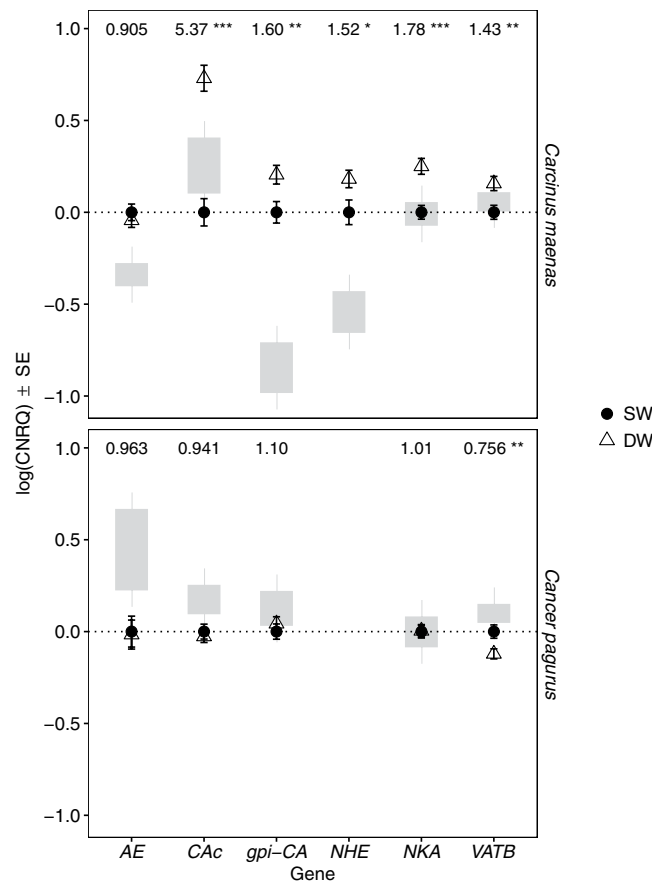 1.0
0.905 5.37 *** 1.60 ** 1.52 * 1.78 *** 1.43 **
0.5
0.0
−0.5
−1.0
Carcinus maenas
log(CNRQ) ± SE
SW
DW
1.0
0.963 0.941 1.10 1.01 0.756 **
0.5
0.0
−0.5
−1.0
Cancer pagurus
AE CAc gpi−CA NHE NKA VATB
Gene